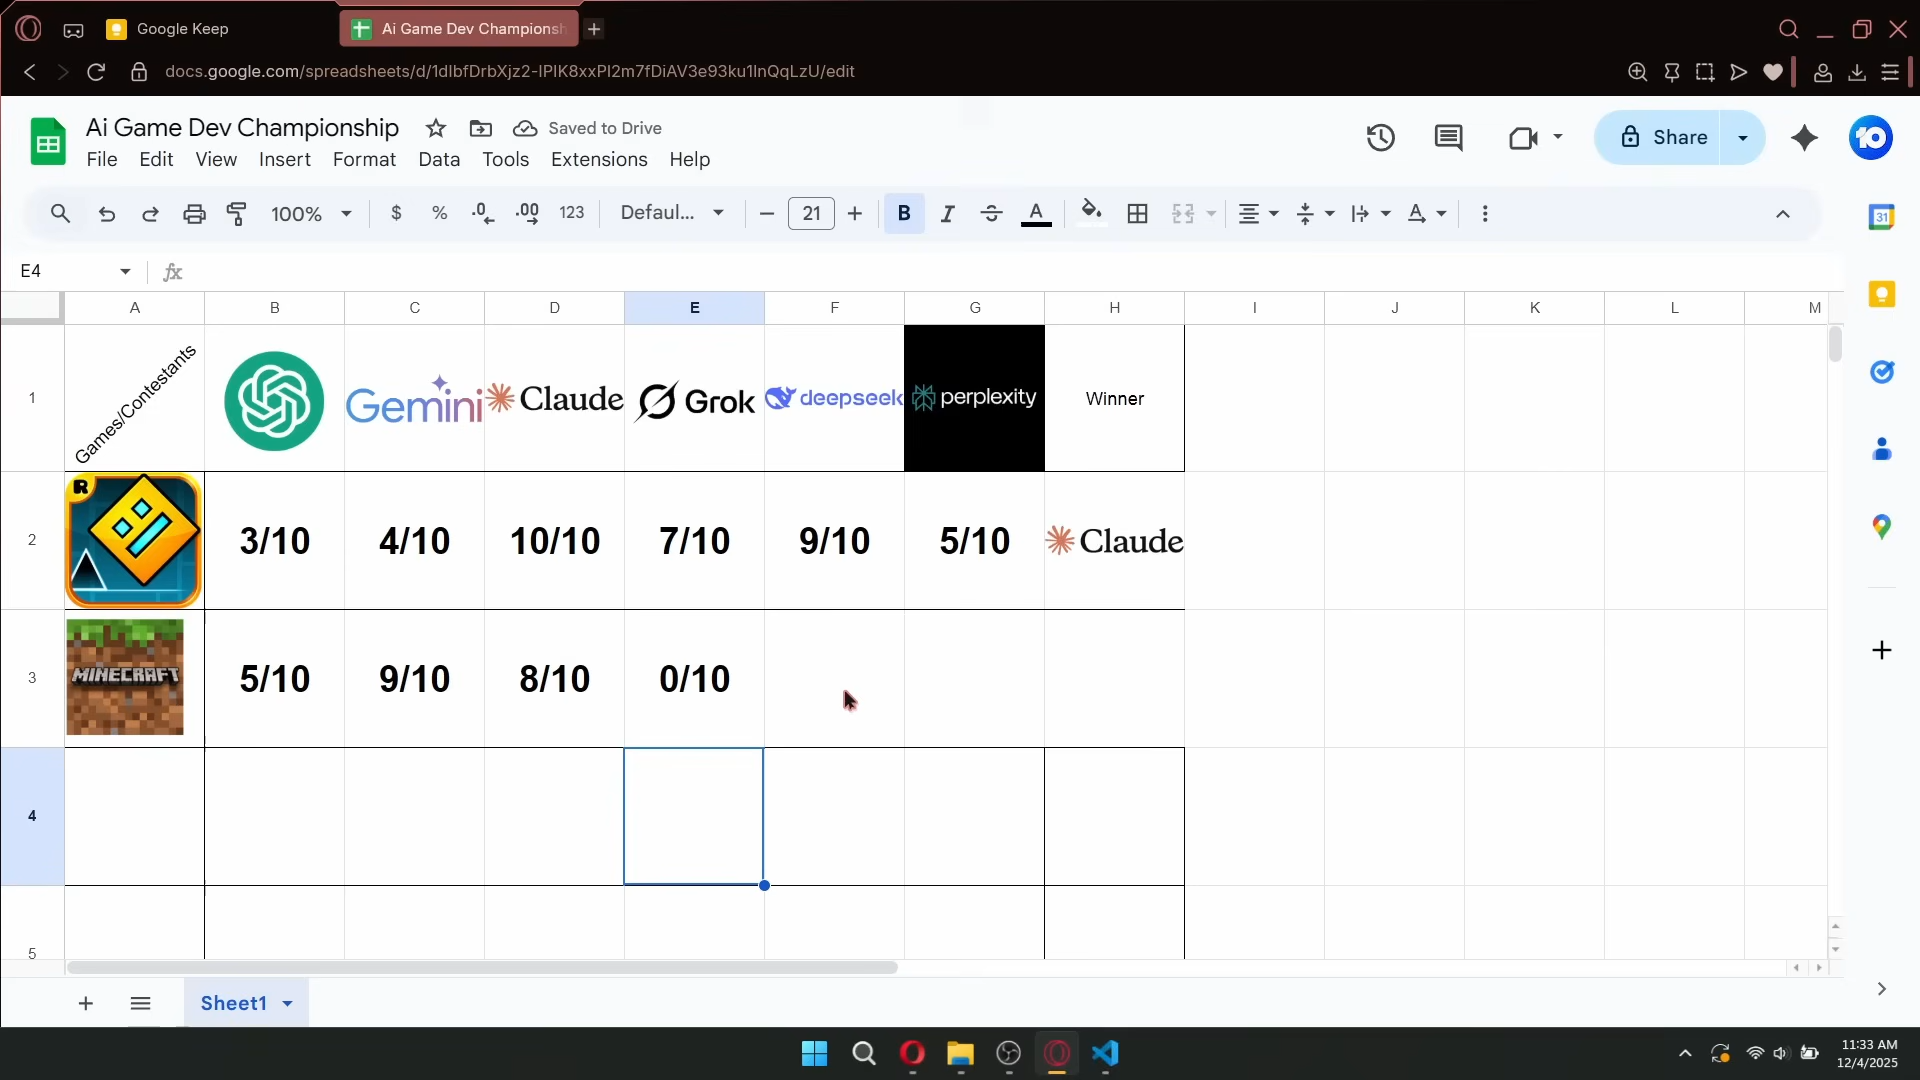 Google Keep
Ai Game Dev Championsh
docs.google.com/spreadsheets/d/1dIbfDrbXjz2-IPIK8xxPI2m7fDiAV3e93ku1InQqLzU/edit
Ai Game Dev Championship
Saved to Drive
File Edit View Insert Format Data Tools Extensions Help
Share
10
100% $ % .0 .00 123 Defaul... 21 B I S A A
31
E4 fx
A B C D E F G H I J K L M
1 Games/Contestants Gemini Claude Grok deepseek perplexity Winner
R
2 3/10 4/10 10/10 7/10 9/10 5/10 Claude
3 MINECRAFT 5/10 9/10 8/10 0/10
4
5
Sheet1
11:33 AM
12/4/2025